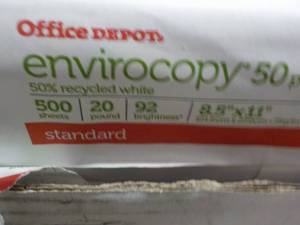 Office DEPOT
envirocopy® 50
50% recycled white
500 20 92 8.5"x11"
sheets pound brightness*
standard